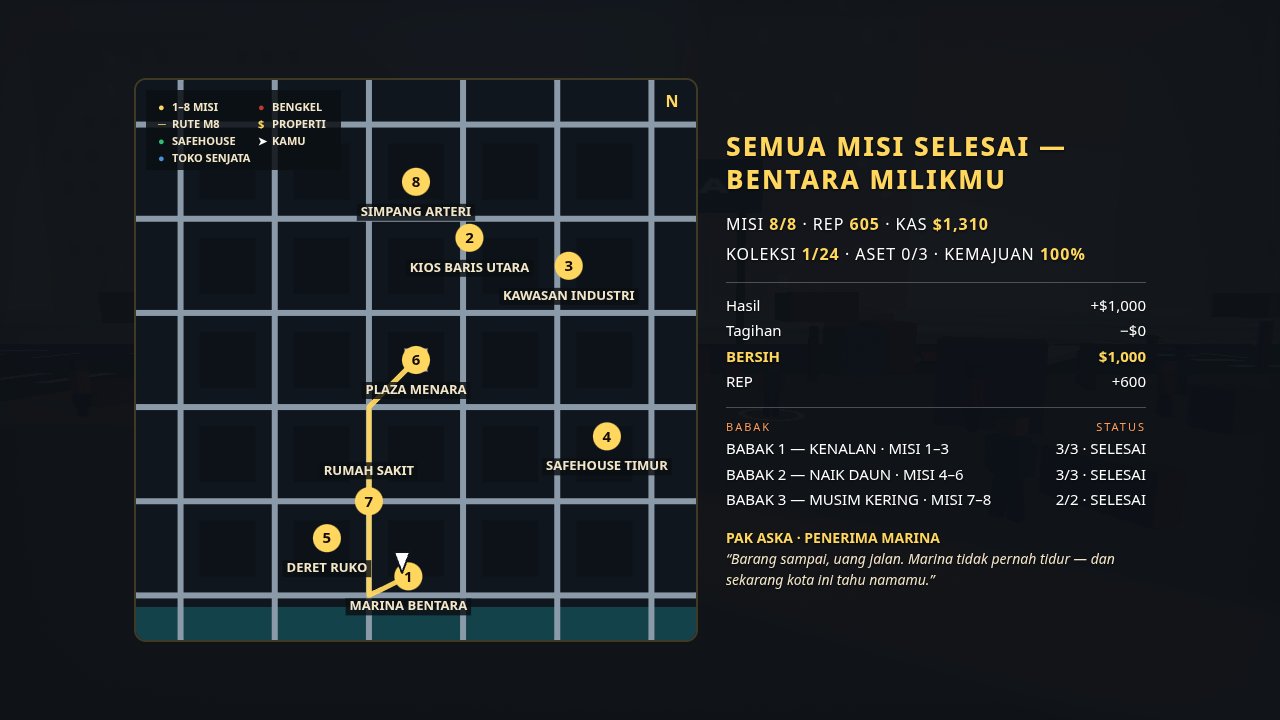 1–8 MISI
BENGKEL
RUTE M8
$ PROPERTI
SAFEHOUSE
KAMU
TOKO SENJATA
N
8
SIMPANG ARTERI
2
KIOS BARIS UTARA
3
KAWASAN INDUSTRI
6
PLAZA MENARA
4
SAFEHOUSE TIMUR
RUMAH SAKIT
7
5
DERET RUKO
1
MARINA BENTARA
SEMUA MISI SELESAI —
BENTARA MILIKMU
MISI 8/8 · REP 605 · KAS $1,310
KOLEKSI 1/24 · ASET 0/3 · KEMAJUAN 100%
Hasil +$1,000
Tagihan −$0
BERSIH $1,000
REP +600
BABAK STATUS
BABAK 1 — KENALAN · MISI 1–3 3/3 · SELESAI
BABAK 2 — NAIK DAUN · MISI 4–6 3/3 · SELESAI
BABAK 3 — MUSIM KERING · MISI 7–8 2/2 · SELESAI
PAK ASKA · PENERIMA MARINA
“Barang sampai, uang jalan. Marina tidak pernah tidur — dan
sekarang kota ini tahu namamu.”